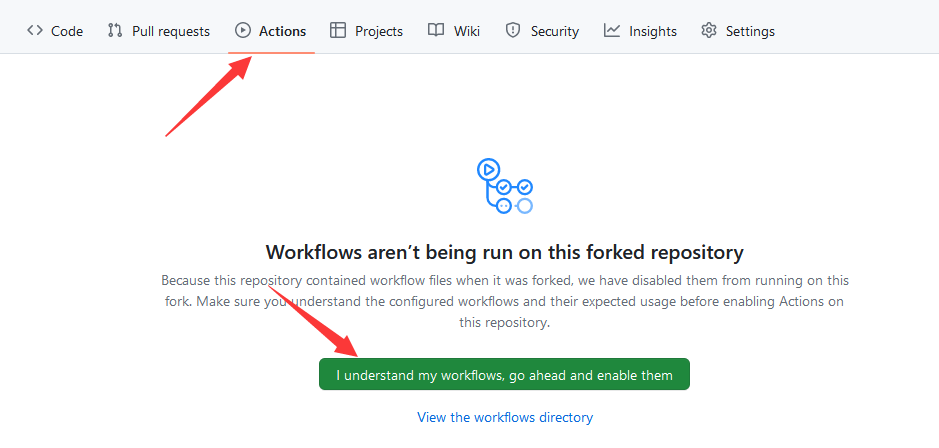 Code Pull requests Actions Projects Wiki Security Insights Settings
Workflows aren’t being run on this forked repository
Because this repository contained workflow files when it was forked, we have disabled them from running on this
fork. Make sure you understand the configured workflows and their expected usage before enabling Actions on
this repository.
I understand my workflows, go ahead and enable them
View the workflows directory